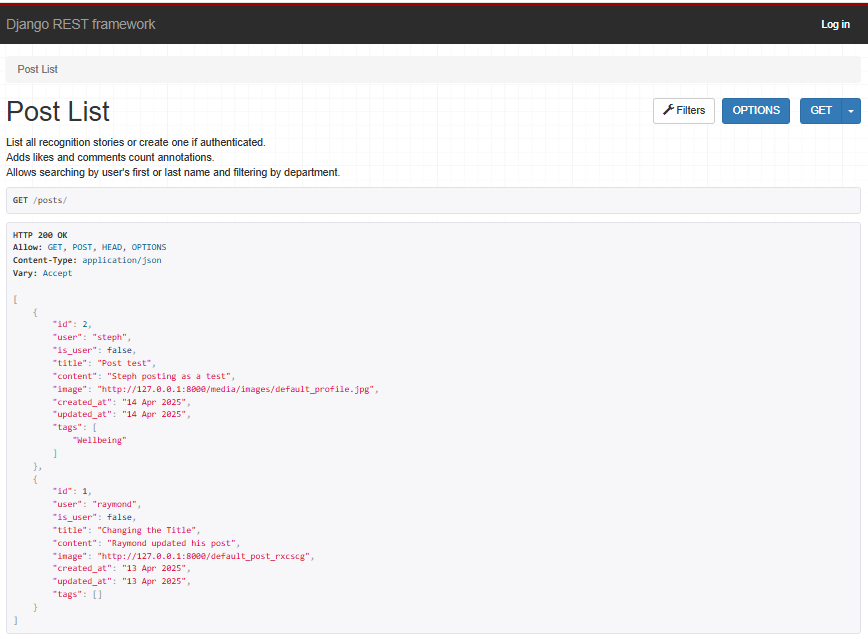 Django REST framework
Log in
Post List
Post List
Filters
OPTIONS
GET
List all recognition stories or create one if authenticated.
Adds likes and comments count annotations.
Allows searching by user's first or last name and filtering by department.
GET /posts/
HTTP 200 OK
Allow: GET, POST, HEAD, OPTIONS
Content-Type: application/json
Vary: Accept
[
    {
        "id": 2,
        "user": "steph",
        "is_user": false,
        "title": "Post test",
        "content": "Steph posting as a test",
        "image": "http://127.0.0.1:8000/media/images/default_profile.jpg",
        "created_at": "14 Apr 2025",
        "updated_at": "14 Apr 2025",
        "tags": [
            "Wellbeing"
        ]
    },
    {
        "id": 1,
        "user": "raymond",
        "is_user": false,
        "title": "Changing the Title",
        "content": "Raymond updated his post",
        "image": "http://127.0.0.1:8000/default_post_rxcscg",
        "created_at": "13 Apr 2025",
        "updated_at": "13 Apr 2025",
        "tags": []
    }
]